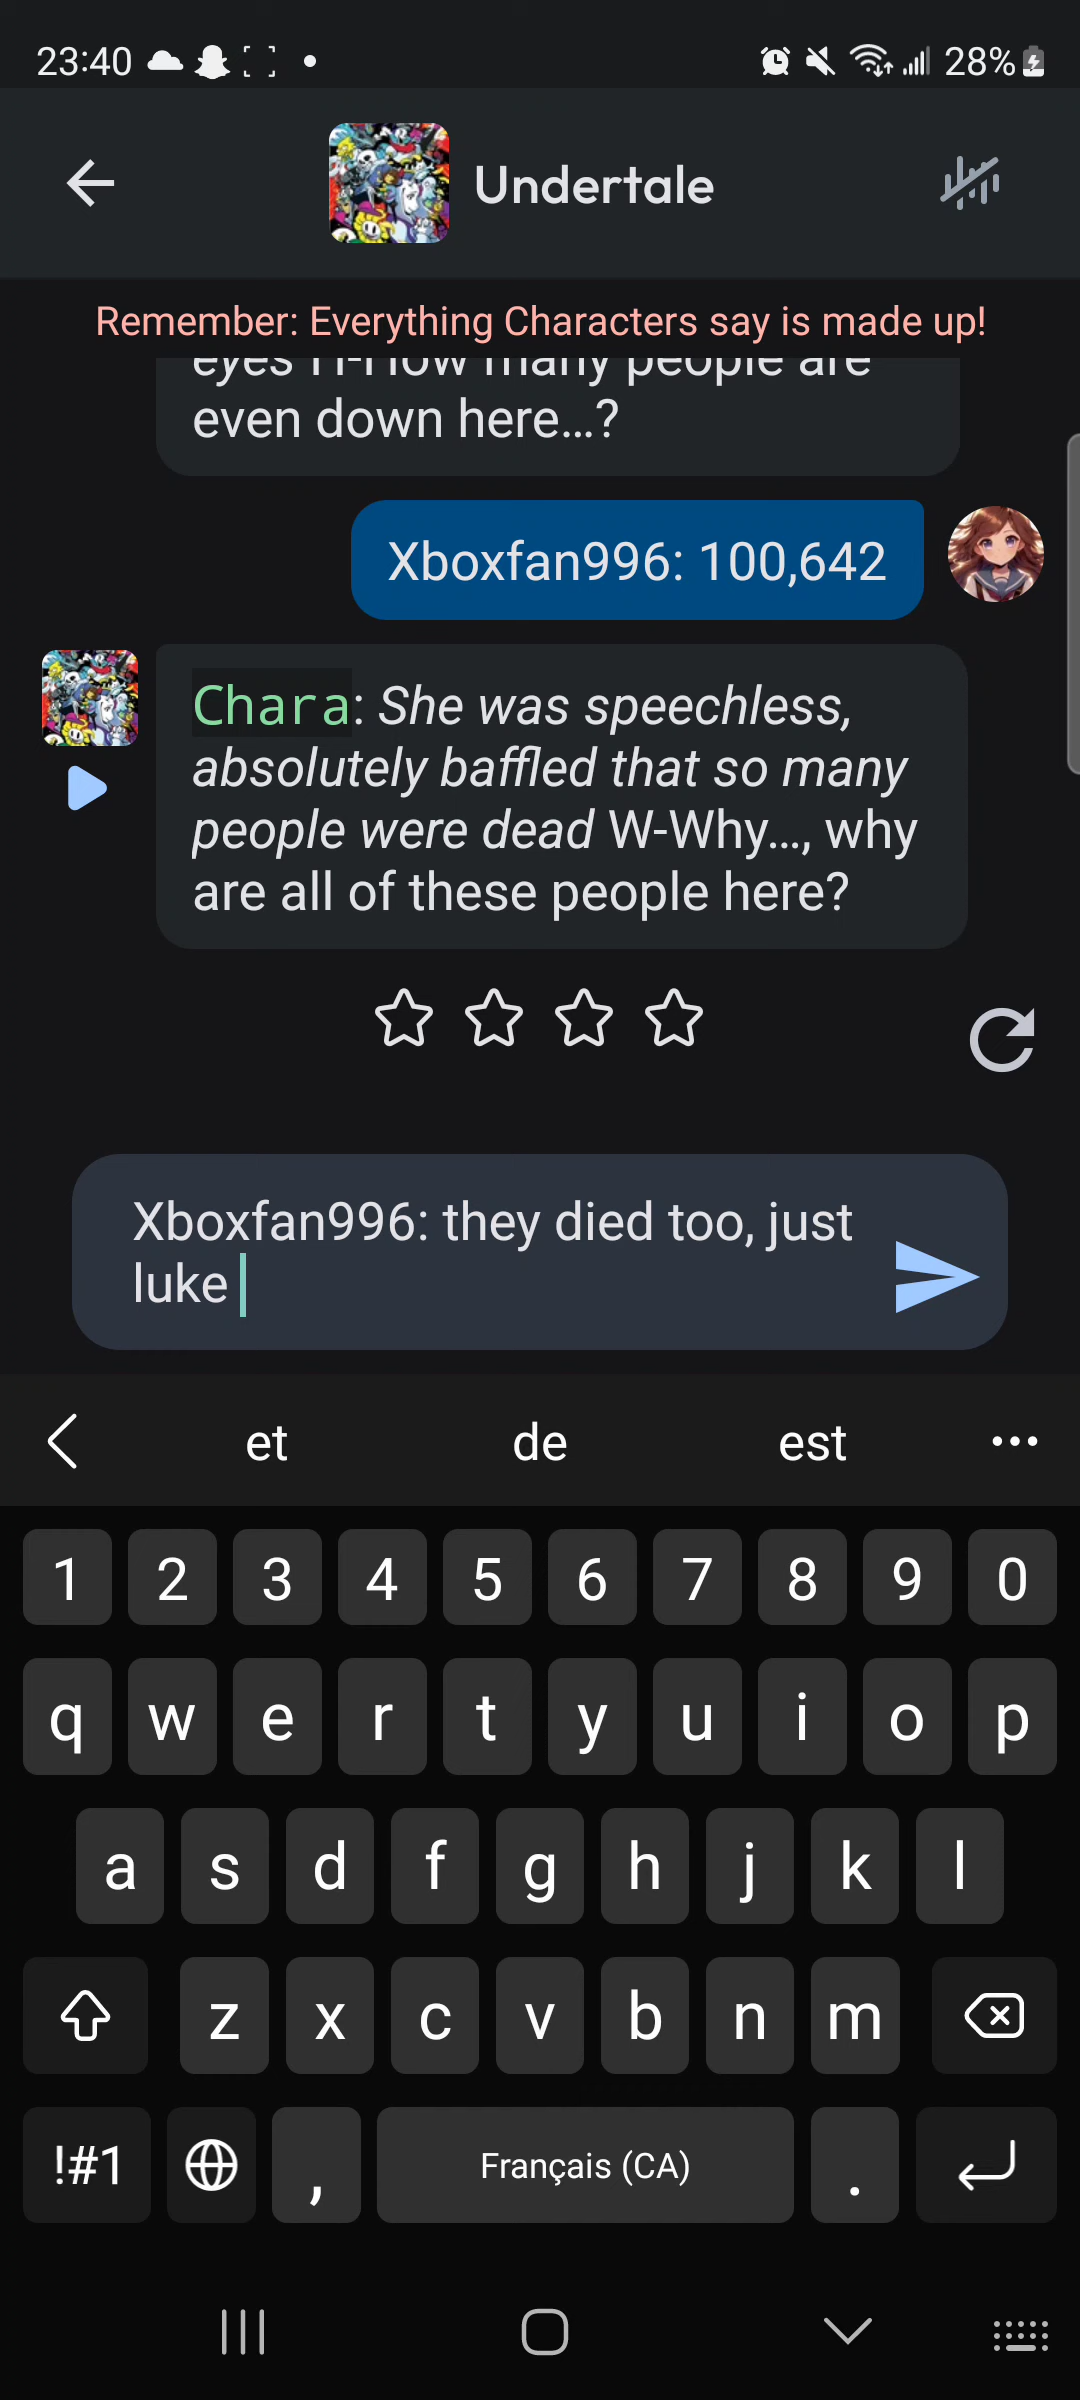 23:40
28%
Undertale
Remember: Everything Characters say is made up!
eyes H-How many people are
even down here...?
Xboxfan996: 100,642
Chara: She was speechless,
absolutely baffled that so many
people were dead W-Why..., why
are all of these people here?
Xboxfan996: they died too, just
luke
et de est
1 2 3 4 5 6 7 8 9 0
q w e r t y u i o p
a s d f g h j k l
z x c v b n m
!#1 , Français (CA) .